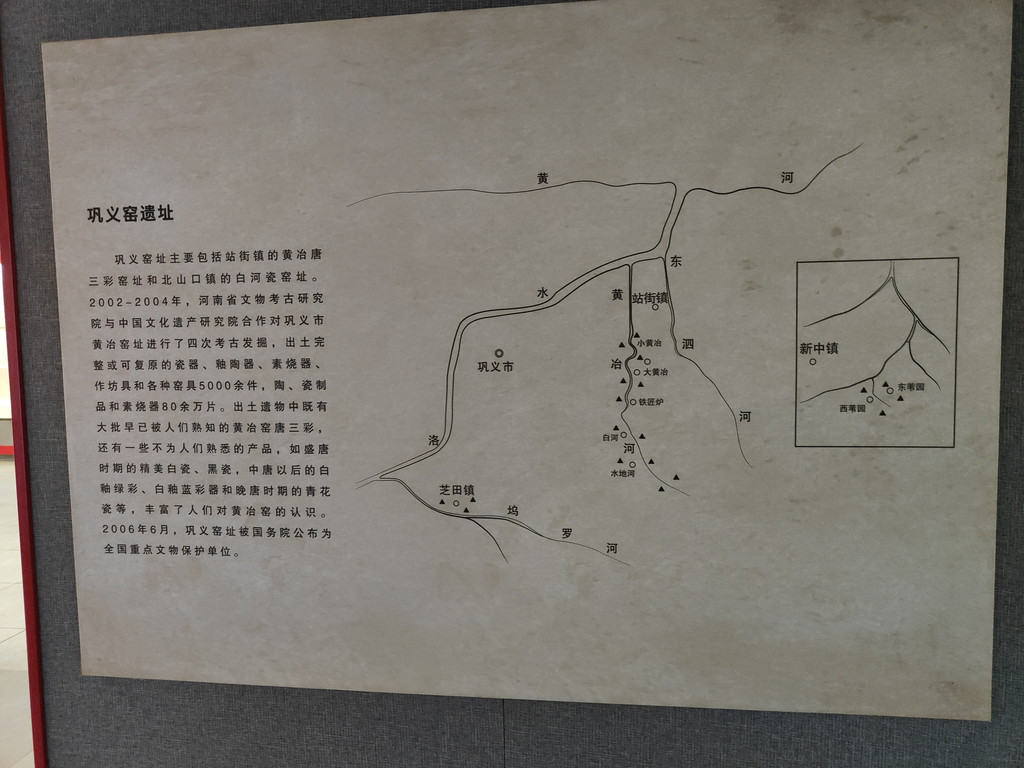 巩义窑遗址
巩义窑址主要包括站街镇的黄冶唐
三彩窑址和北山口镇的白河瓷窑址。
2002-2004年，河南省文物考古研究
院与中国文化遗产研究院合作对巩义市
黄冶窑址进行了四次考古发掘，出土完
整或可复原的瓷器、釉陶器、素烧器、
作坊具和各种窑具5000余件，陶、瓷制
品和素烧器80余万片。出土遗物中既有
大批早已被人们熟知的黄冶窑唐三彩，
还有一些不为人们熟悉的产品，如盛唐
时期的精美白瓷、黑瓷，中唐以后的白
釉绿彩、白釉蓝彩器和晚唐时期的青花
瓷等，丰富了人们对黄冶窑的认识。
2006年6月，巩义窑址被国务院公布为
全国重点文物保护单位。
黄河
洛水
巩义市
黄冶河
东泗河
站街镇
小黄冶
大黄冶
铁匠炉
白河
水地河
芝田镇
坞罗河
新中镇
东苇园
西苇园